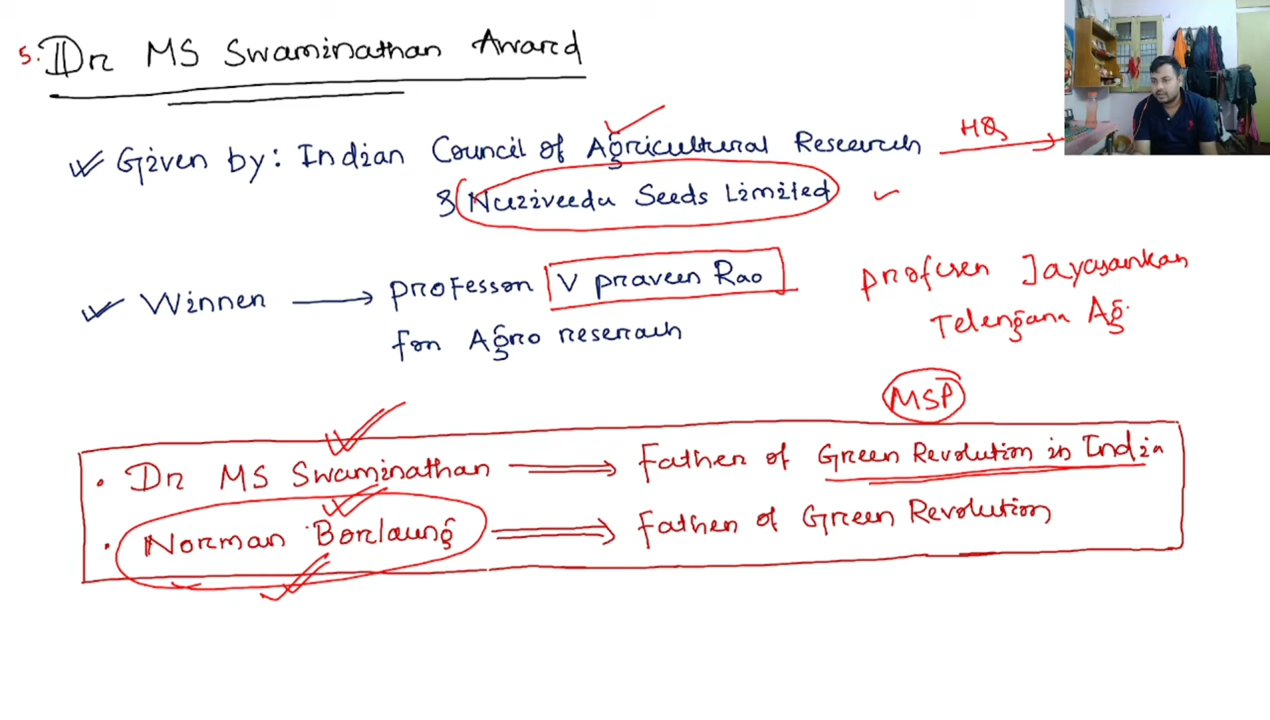 5. Dr MS Swaminathan Award
Given by: Indian Council of Agricultural Research HQ
& Nuziveedu Seeds Limited
Winner → Professor V praveen Rao
for Agro reserach
Profcser Jayasankar
Telengana Ag.
MSP
• Dr MS Swaminathan ⇒ Father of Green Revolution in India
• Norman Borlaung ⇒ Father of Green Revolution